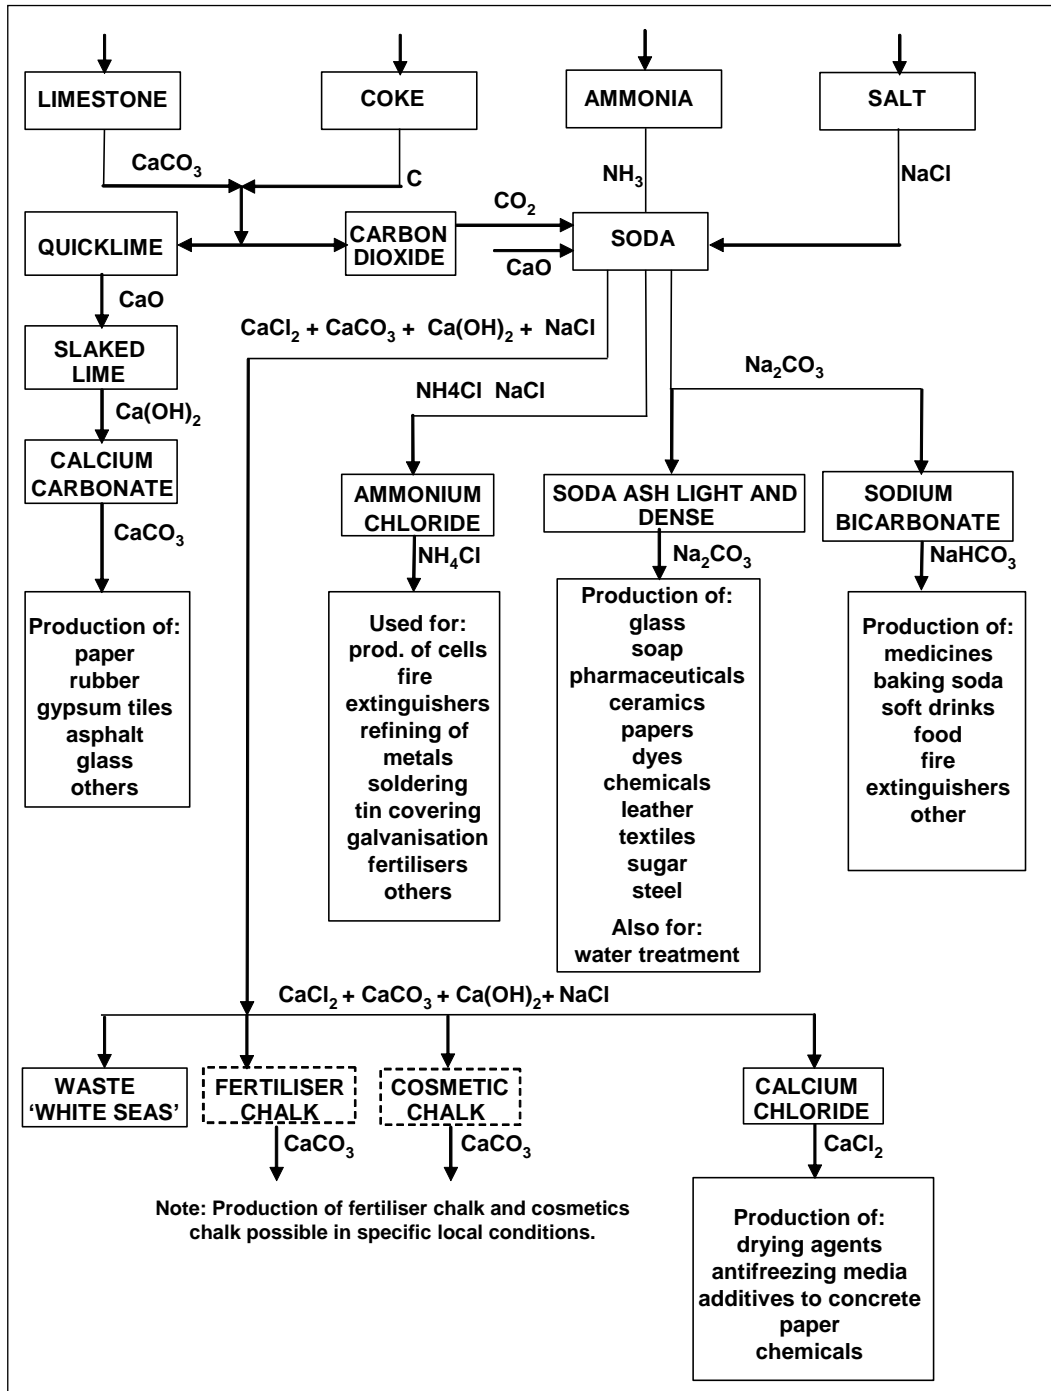 LIMESTONE
COKE
AMMONIA
SALT
CaCO₃
C
NH₃
NaCl
CO₂
QUICKLIME
CARBON
DIOXIDE
SODA
CaO
CaO
CaCl₂ + CaCO₃ + Ca(OH)₂ + NaCl
SLAKED
LIME
Na₂CO₃
NH4Cl NaCl
Ca(OH)₂
CALCIUM
CARBONATE
AMMONIUM
CHLORIDE
SODA ASH LIGHT AND
DENSE
SODIUM
BICARBONATE
CaCO₃
NH₄Cl
Na₂CO₃
NaHCO₃
Production of:
paper
rubber
gypsum tiles
asphalt
glass
others
Used for:
prod. of cells
fire
extinguishers
refining of
metals
soldering
tin covering
galvanisation
fertilisers
others
Production of:
glass
soap
pharmaceuticals
ceramics
papers
dyes
chemicals
leather
textiles
sugar
steel
Also for:
water treatment
Production of:
medicines
baking soda
soft drinks
food
fire
extinguishers
other
CaCl₂ + CaCO₃ + Ca(OH)₂+ NaCl
WASTE
'WHITE SEAS'
FERTILISER
CHALK
COSMETIC
CHALK
CALCIUM
CHLORIDE
CaCO₃
CaCO₃
CaCl₂
Note: Production of fertiliser chalk and cosmetics
chalk possible in specific local conditions.
Production of:
drying agents
antifreezing media
additives to concrete
paper
chemicals